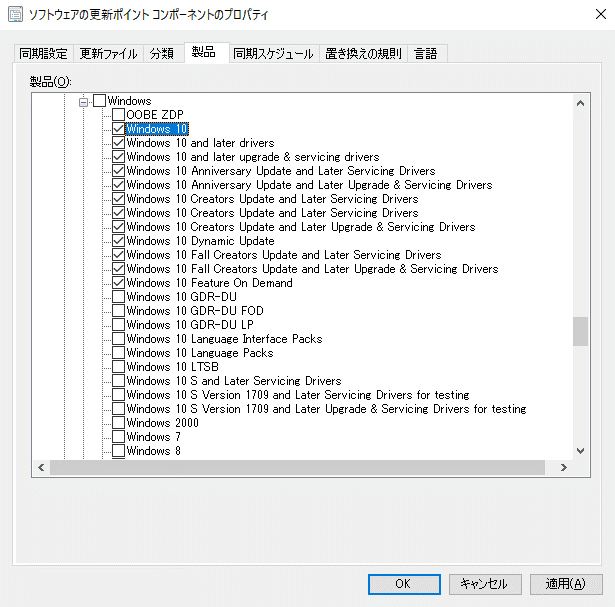 ソフトウェアの更新ポイント コンポーネントのプロパティ
同期設定 更新ファイル 分類 製品 同期スケジュール 置き換えの規則 言語
製品(O):
Windows
OOBE ZDP
Windows 10
Windows 10 and later drivers
Windows 10 and later upgrade & servicing drivers
Windows 10 Anniversary Update and Later Servicing Drivers
Windows 10 Anniversary Update and Later Upgrade & Servicing Drivers
Windows 10 Creators Update and Later Servicing Drivers
Windows 10 Creators Update and Later Servicing Drivers
Windows 10 Creators Update and Later Upgrade & Servicing Drivers
Windows 10 Dynamic Update
Windows 10 Fall Creators Update and Later Servicing Drivers
Windows 10 Fall Creators Update and Later Upgrade & Servicing Drivers
Windows 10 Feature On Demand
Windows 10 GDR-DU
Windows 10 GDR-DU FOD
Windows 10 GDR-DU LP
Windows 10 Language Interface Packs
Windows 10 Language Packs
Windows 10 LTSB
Windows 10 S and Later Servicing Drivers
Windows 10 S Version 1709 and Later Servicing Drivers for testing
Windows 10 S Version 1709 and Later Upgrade & Servicing Drivers for testing
Windows 2000
Windows 7
Windows 8
OK キャンセル 適用(A)